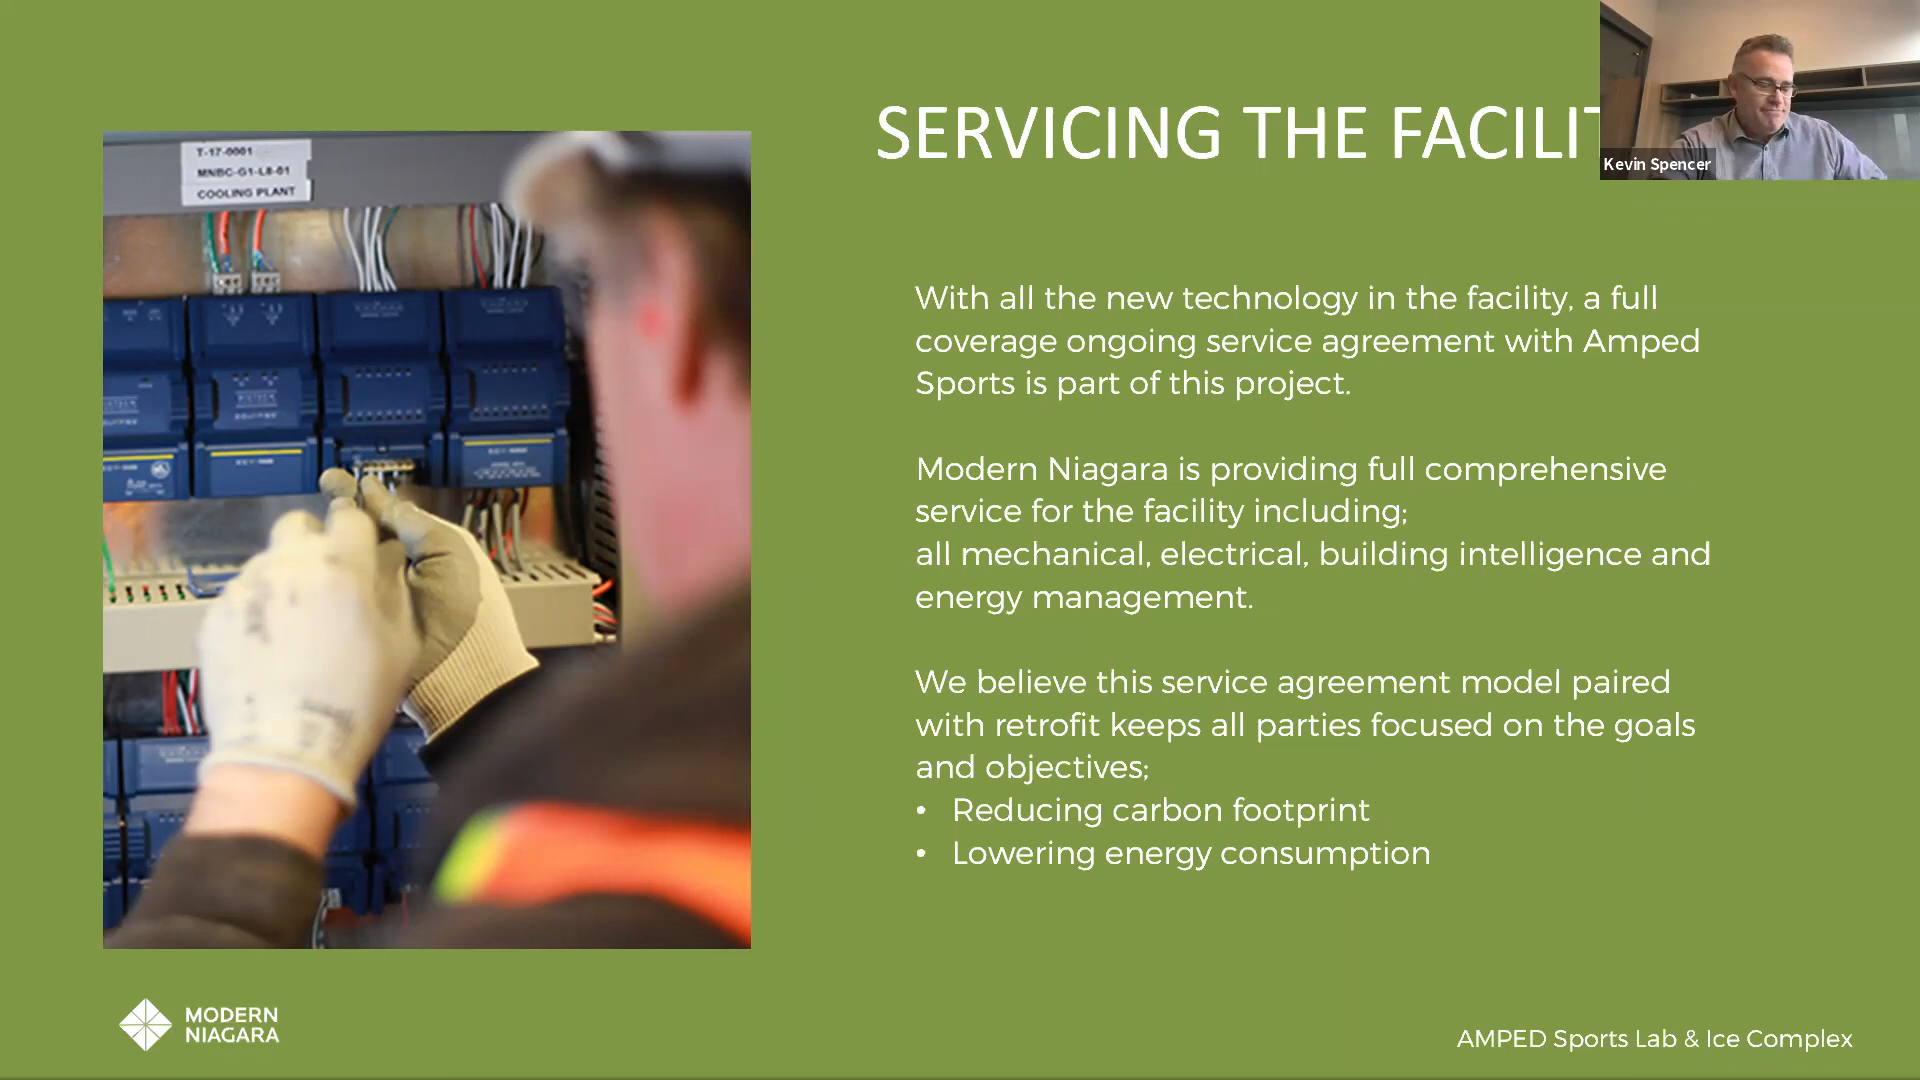 SERVICING THE FACILIT
Kevin Spencer
T-17-0001
MNBC-G1-L8-01
COOLING PLANT
With all the new technology in the facility, a full
coverage ongoing service agreement with Amped
Sports is part of this project.
Modern Niagara is providing full comprehensive
service for the facility including;
all mechanical, electrical, building intelligence and
energy management.
We believe this service agreement model paired
with retrofit keeps all parties focused on the goals
and objectives;
• Reducing carbon footprint
• Lowering energy consumption
MODERN
NIAGARA
AMPED Sports Lab & Ice Complex